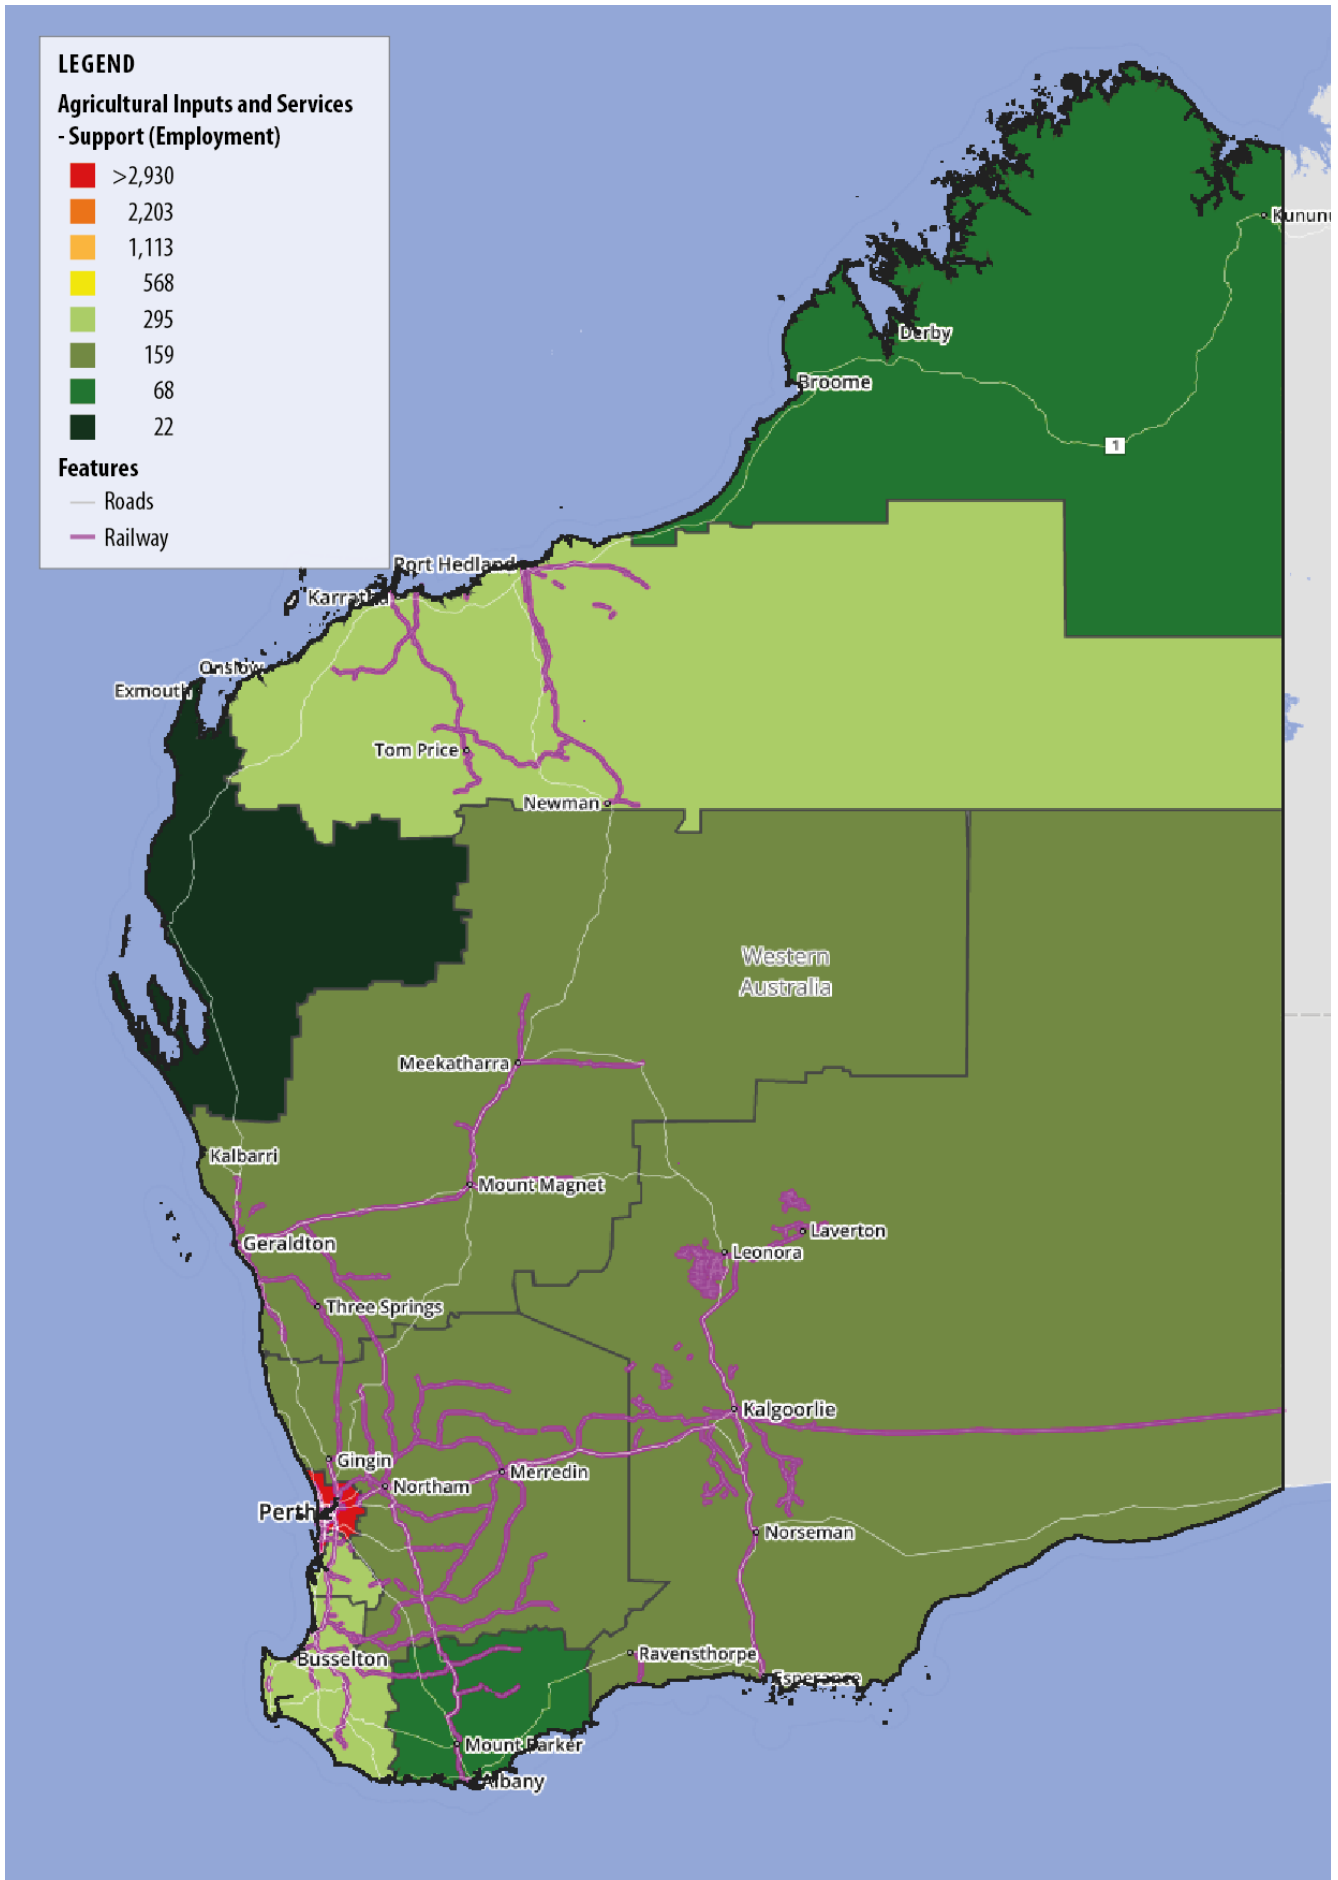 LEGEND
Agricultural Inputs and Services
- Support (Employment)
>2,930
2,203
1,113
568
295
159
68
22
Features
Roads
Railway
Kunun
Derby
Broome
1
Port Hedland
Karratha
Onslow
Exmouth
Tom Price
Newman
Western
Australia
Meekatharra
Kalbarri
Mount Magnet
Laverton
Geraldton
Leonora
Three Springs
Kalgoorlie
Gingin
Merredin
Northam
Perth
Norseman
Ravensthorpe
Busselton
Esperance
Mount Barker
Albany